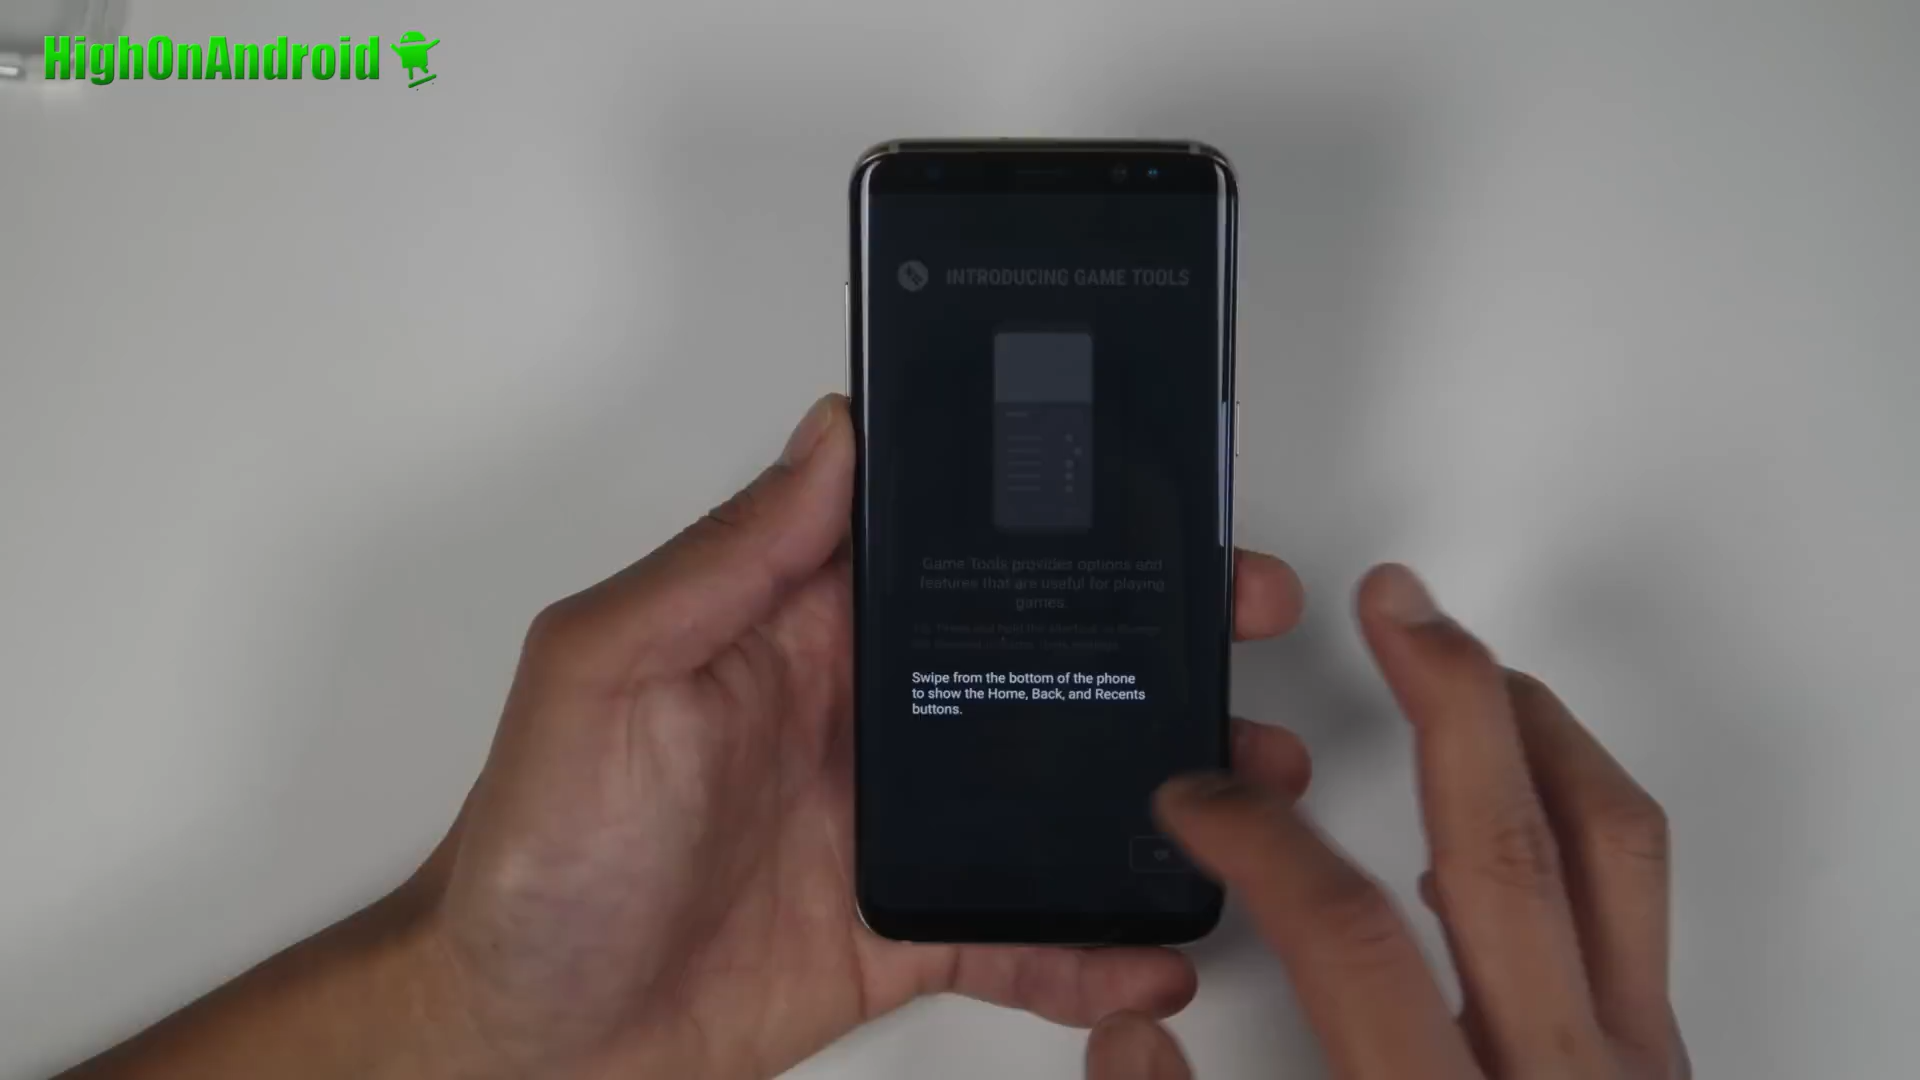 HighOnAndroid
INTRODUCING GAME TOOLS
Game Tools provides options and
features that are useful for playing
games.
Swipe from the bottom of the phone
to show the Home, Back, and Recents
buttons.
OK